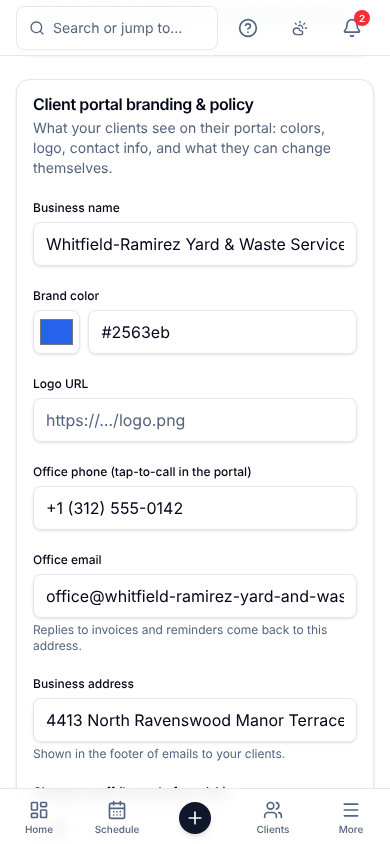 Search or jump to...
2
Client portal branding & policy
What your clients see on their portal: colors,
logo, contact info, and what they can change
themselves.
Business name
Whitfield-Ramirez Yard & Waste Service
Brand color
#2563eb
Logo URL
https://.../logo.png
Office phone (tap-to-call in the portal)
+1 (312) 555-0142
Office email
office@whitfield-ramirez-yard-and-was
Replies to invoices and reminders come back to this
address.
Business address
4413 North Ravenswood Manor Terrace
Shown in the footer of emails to your clients.
Home
Schedule
Clients
More